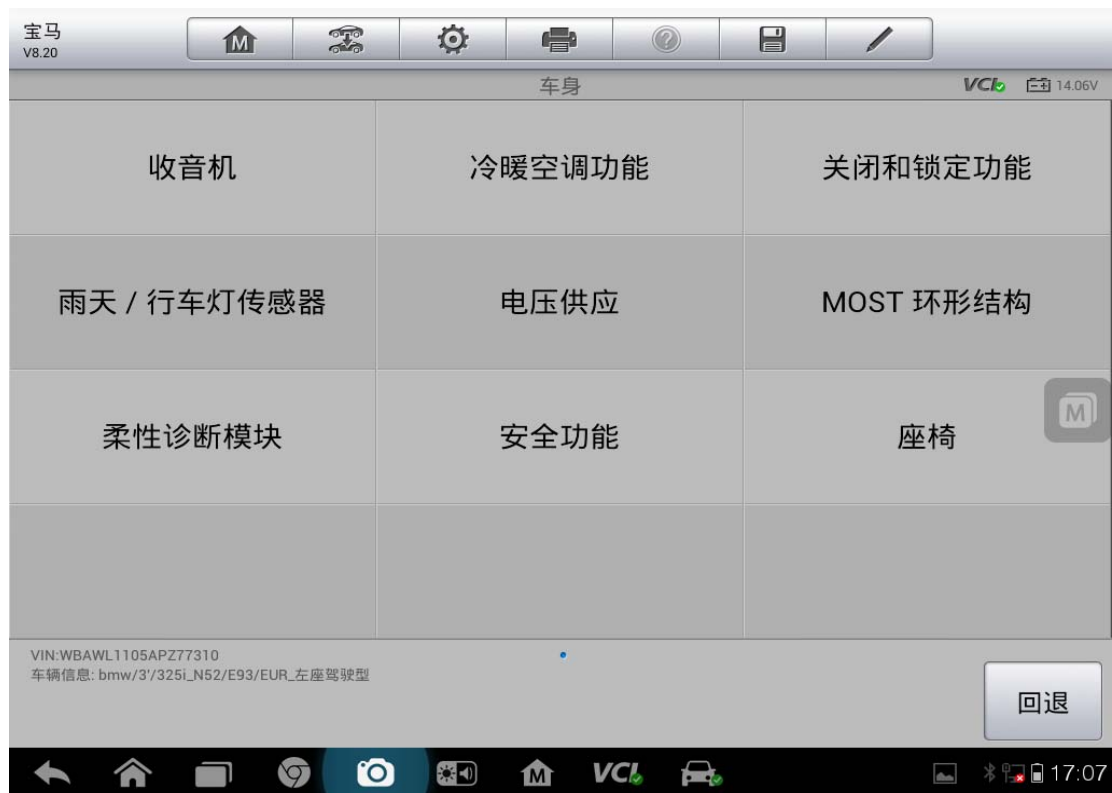 宝马
V8.20
M
车身
VCI 14.06V
收音机 冷暖空调功能 关闭和锁定功能
雨天 / 行车灯传感器 电压供应 MOST 环形结构
柔性诊断模块 安全功能 座椅
M
VIN:WBAWL1105APZ77310
车辆信息: bmw/3'/325i_N52/E93/EUR_左座驾驶型
回退
M VCI 17:07